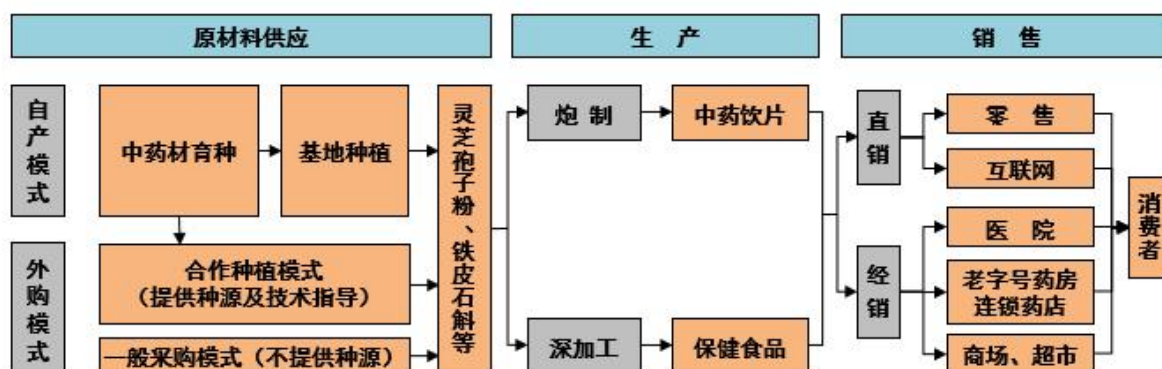 原材料供应
生 产
销 售
自产模式
中药材育种
基地种植
外购模式
合作种植模式
（提供种源及技术指导）
一般采购模式（不提供种源）
灵芝孢子粉、铁皮石斛等
炮 制
中药饮片
深加工
保健食品
直销
零 售
互联网
经销
医 院
老字号药房
连锁药店
商场、超市
消费者